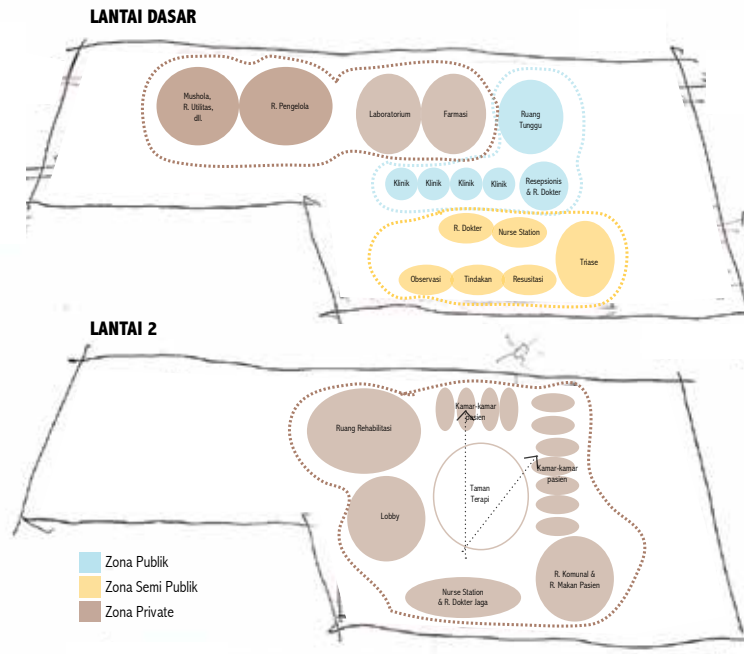 LANTAI DASAR
Mushola,
R. Utilitas,
dll.
R. Pengelola
Laboratorium
Farmasi
Ruang
Tunggu
Klinik
Klinik
Klinik
Klinik
Resepsionis
& R. Dokter
R. Dokter
Nurse Station
Triase
Observasi
Tindakan
Resusitasi
LANTAI 2
Kamar-kamar
pasien
Ruang Rehabilitasi
Kamar-kamar
pasien
Taman
Terapi
Lobby
R. Komunal &
R. Makan Pasien
Nurse Station
& R. Dokter Jaga
Zona Publik
Zona Semi Publik
Zona Private